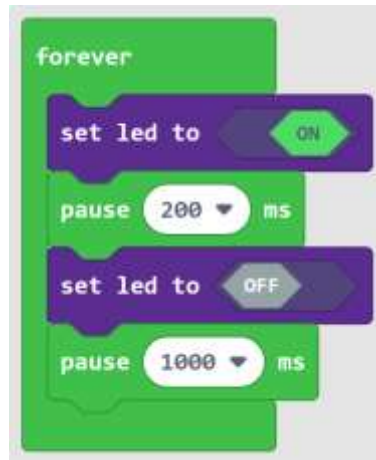 forever
set led to ON
pause 200 ms
set led to OFF
pause 1000 ms